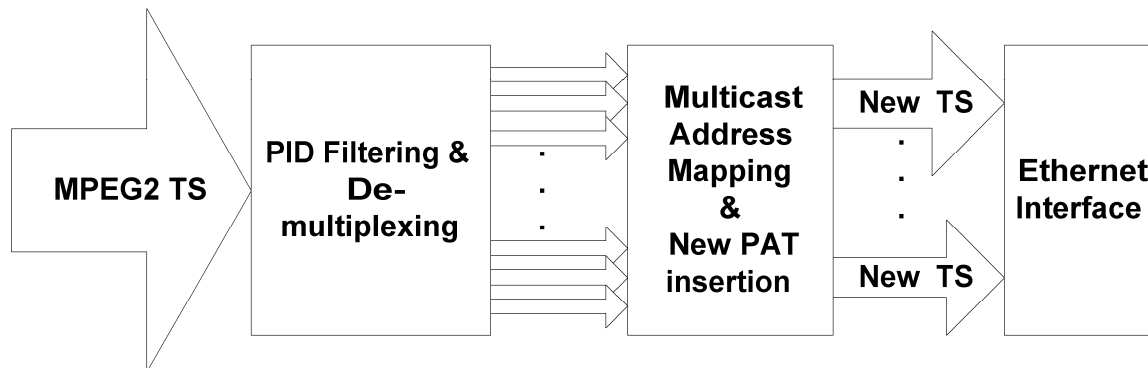 MPEG2 TS
PID Filtering &
De-
multiplexing
Multicast
Address
Mapping
&
New PAT
insertion
New TS
New TS
Ethernet
Interface